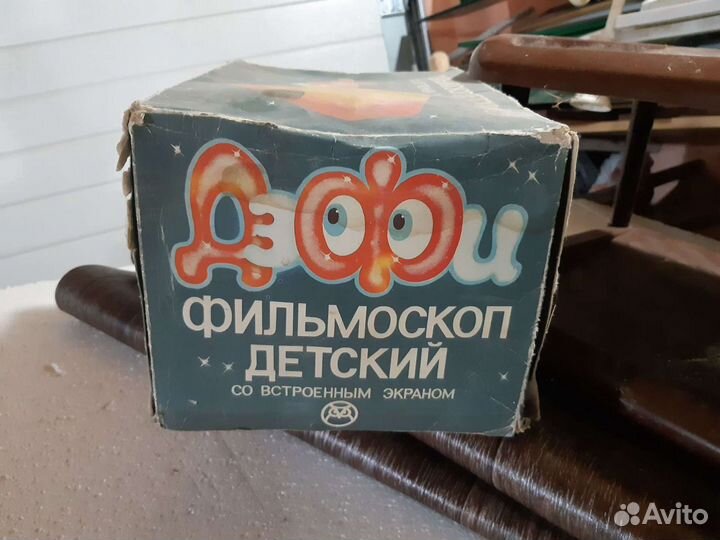 Дэфи
ФИЛЬМОСКОП
ДЕТСКИЙ
СО ВСТРОЕННЫМ ЭКРАНОМ
Avito